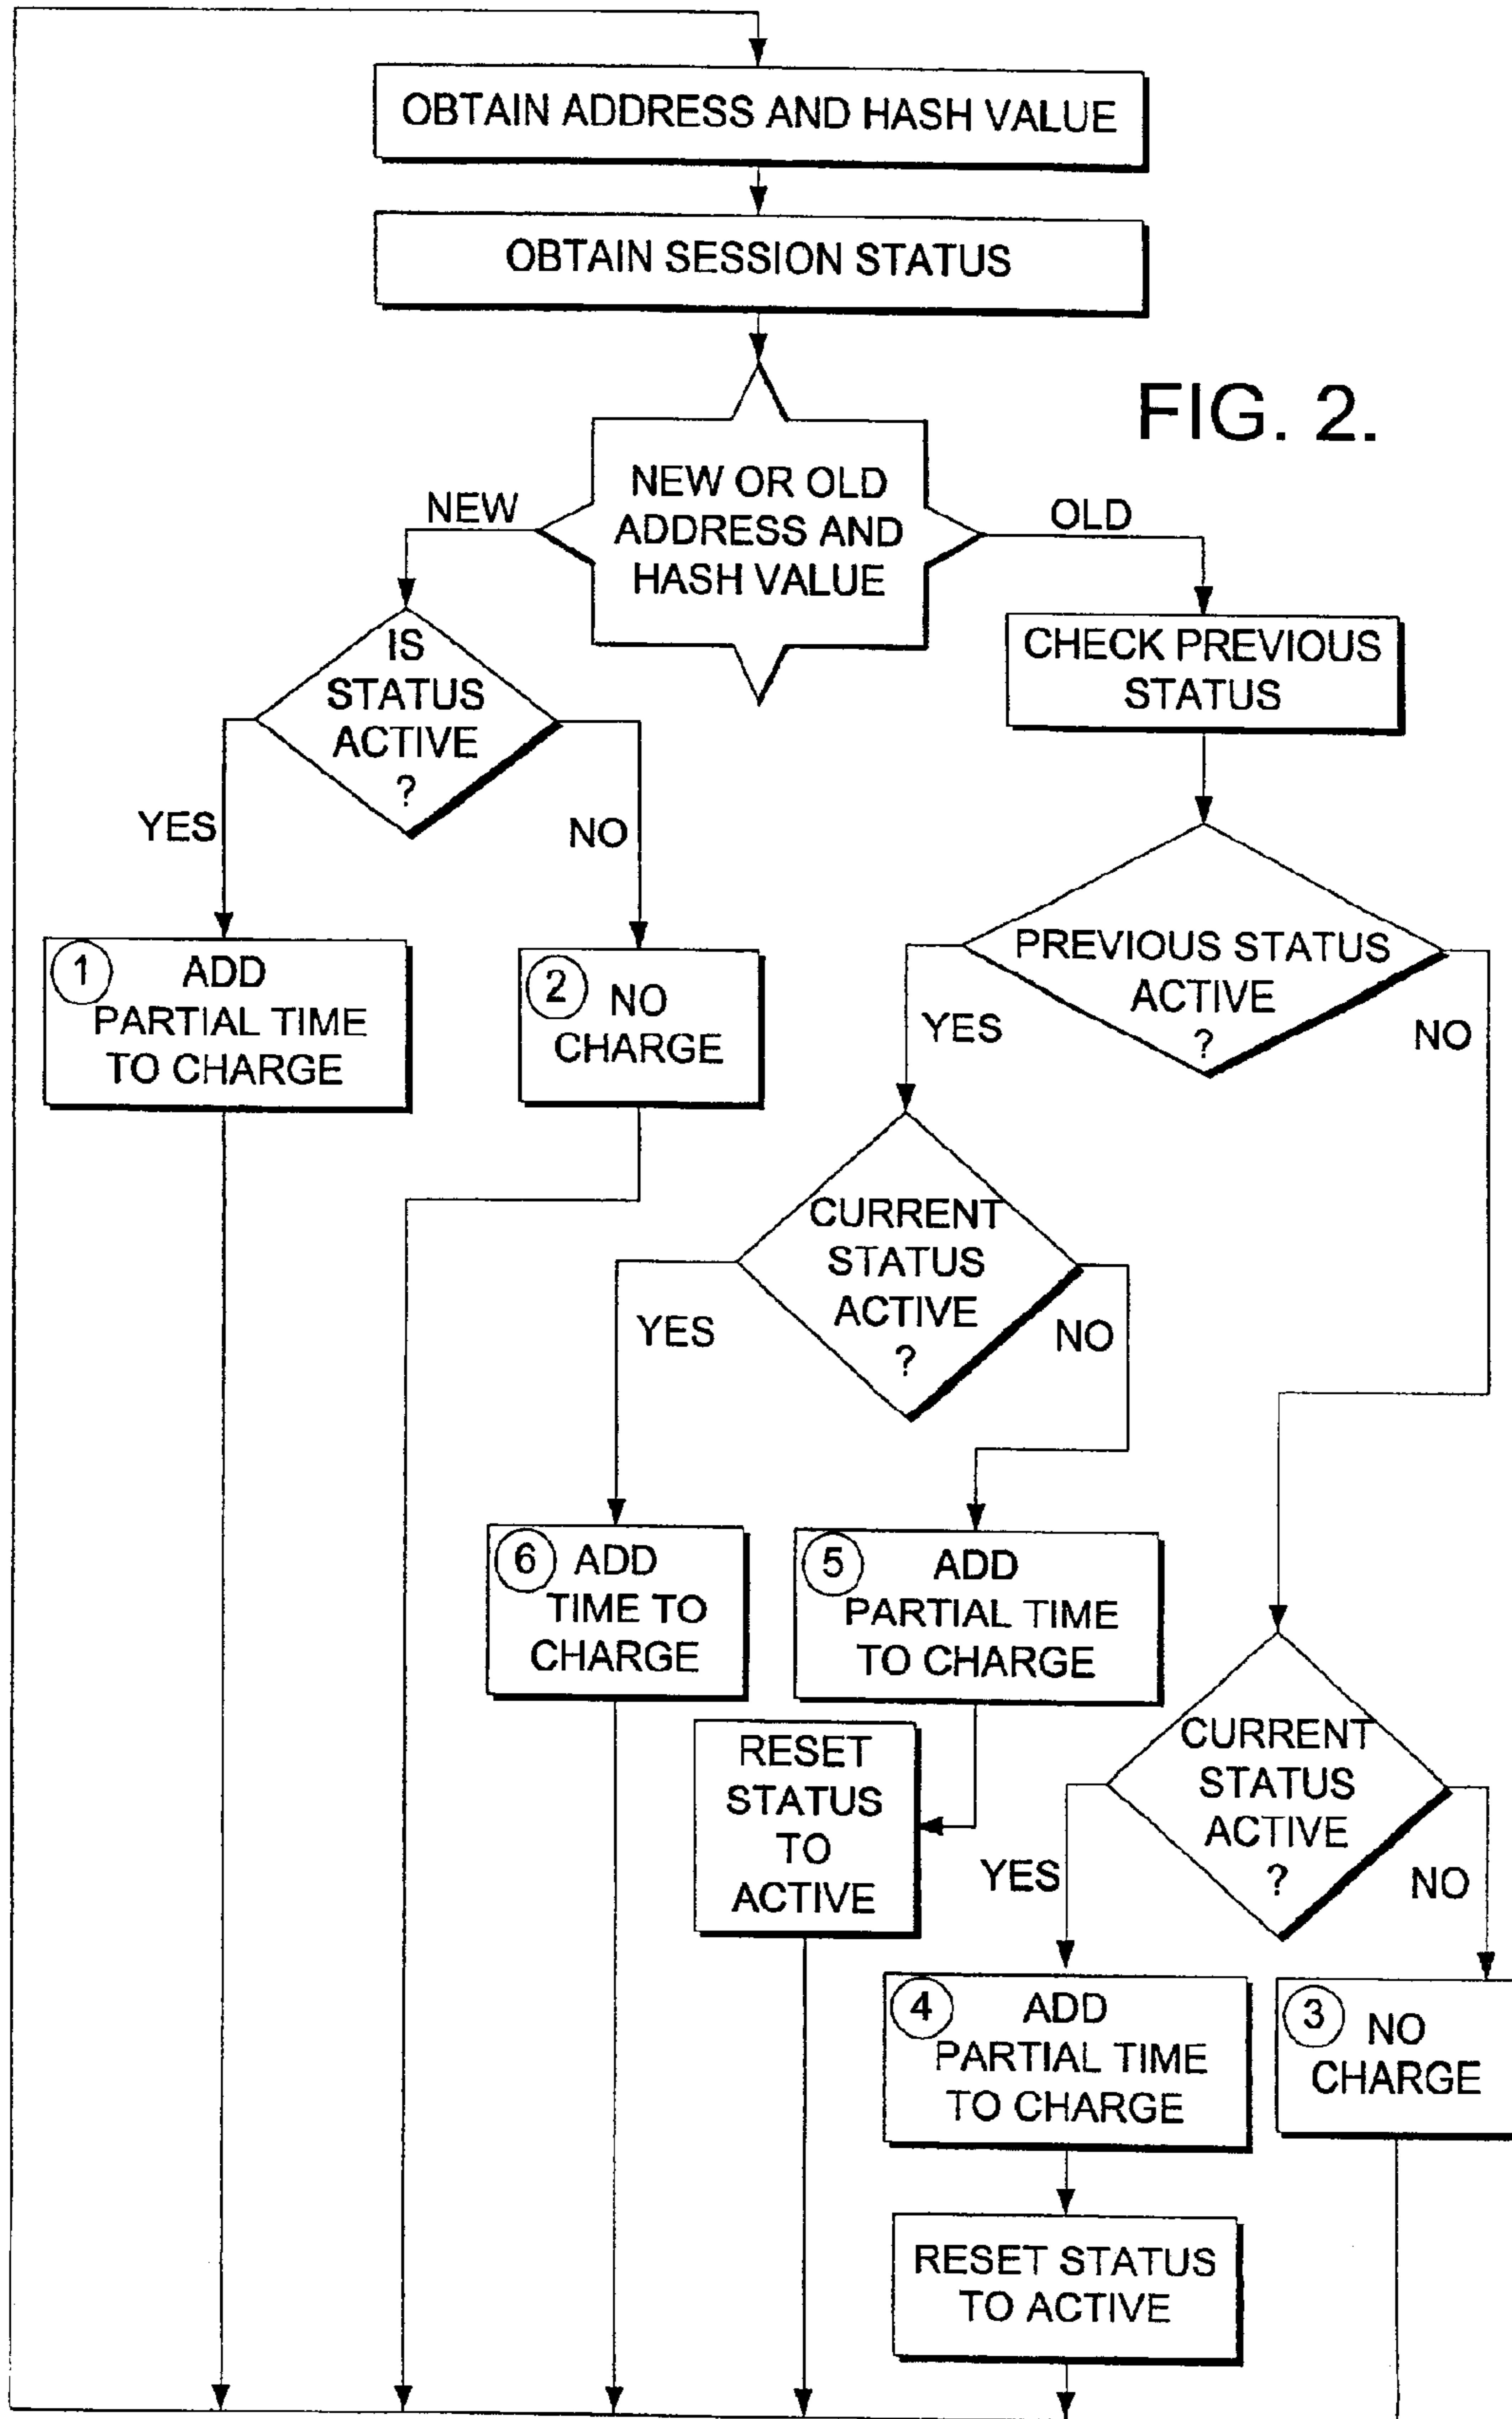 OBTAIN ADDRESS AND HASH VALUE
OBTAIN SESSION STATUS
FIG. 2.
NEW OR OLD
ADDRESS AND
HASH VALUE
NEW
OLD
IS
STATUS
ACTIVE
?
CHECK PREVIOUS
STATUS
YES
NO
1 ADD
PARTIAL TIME
TO CHARGE
2 NO
CHARGE
PREVIOUS STATUS
ACTIVE
?
YES
NO
CURRENT
STATUS
ACTIVE
?
YES
NO
6 ADD
TIME TO
CHARGE
5 ADD
PARTIAL TIME
TO CHARGE
RESET
STATUS
TO
ACTIVE
CURRENT
STATUS
ACTIVE
?
YES
NO
4 ADD
PARTIAL TIME
TO CHARGE
3 NO
CHARGE
RESET STATUS
TO ACTIVE